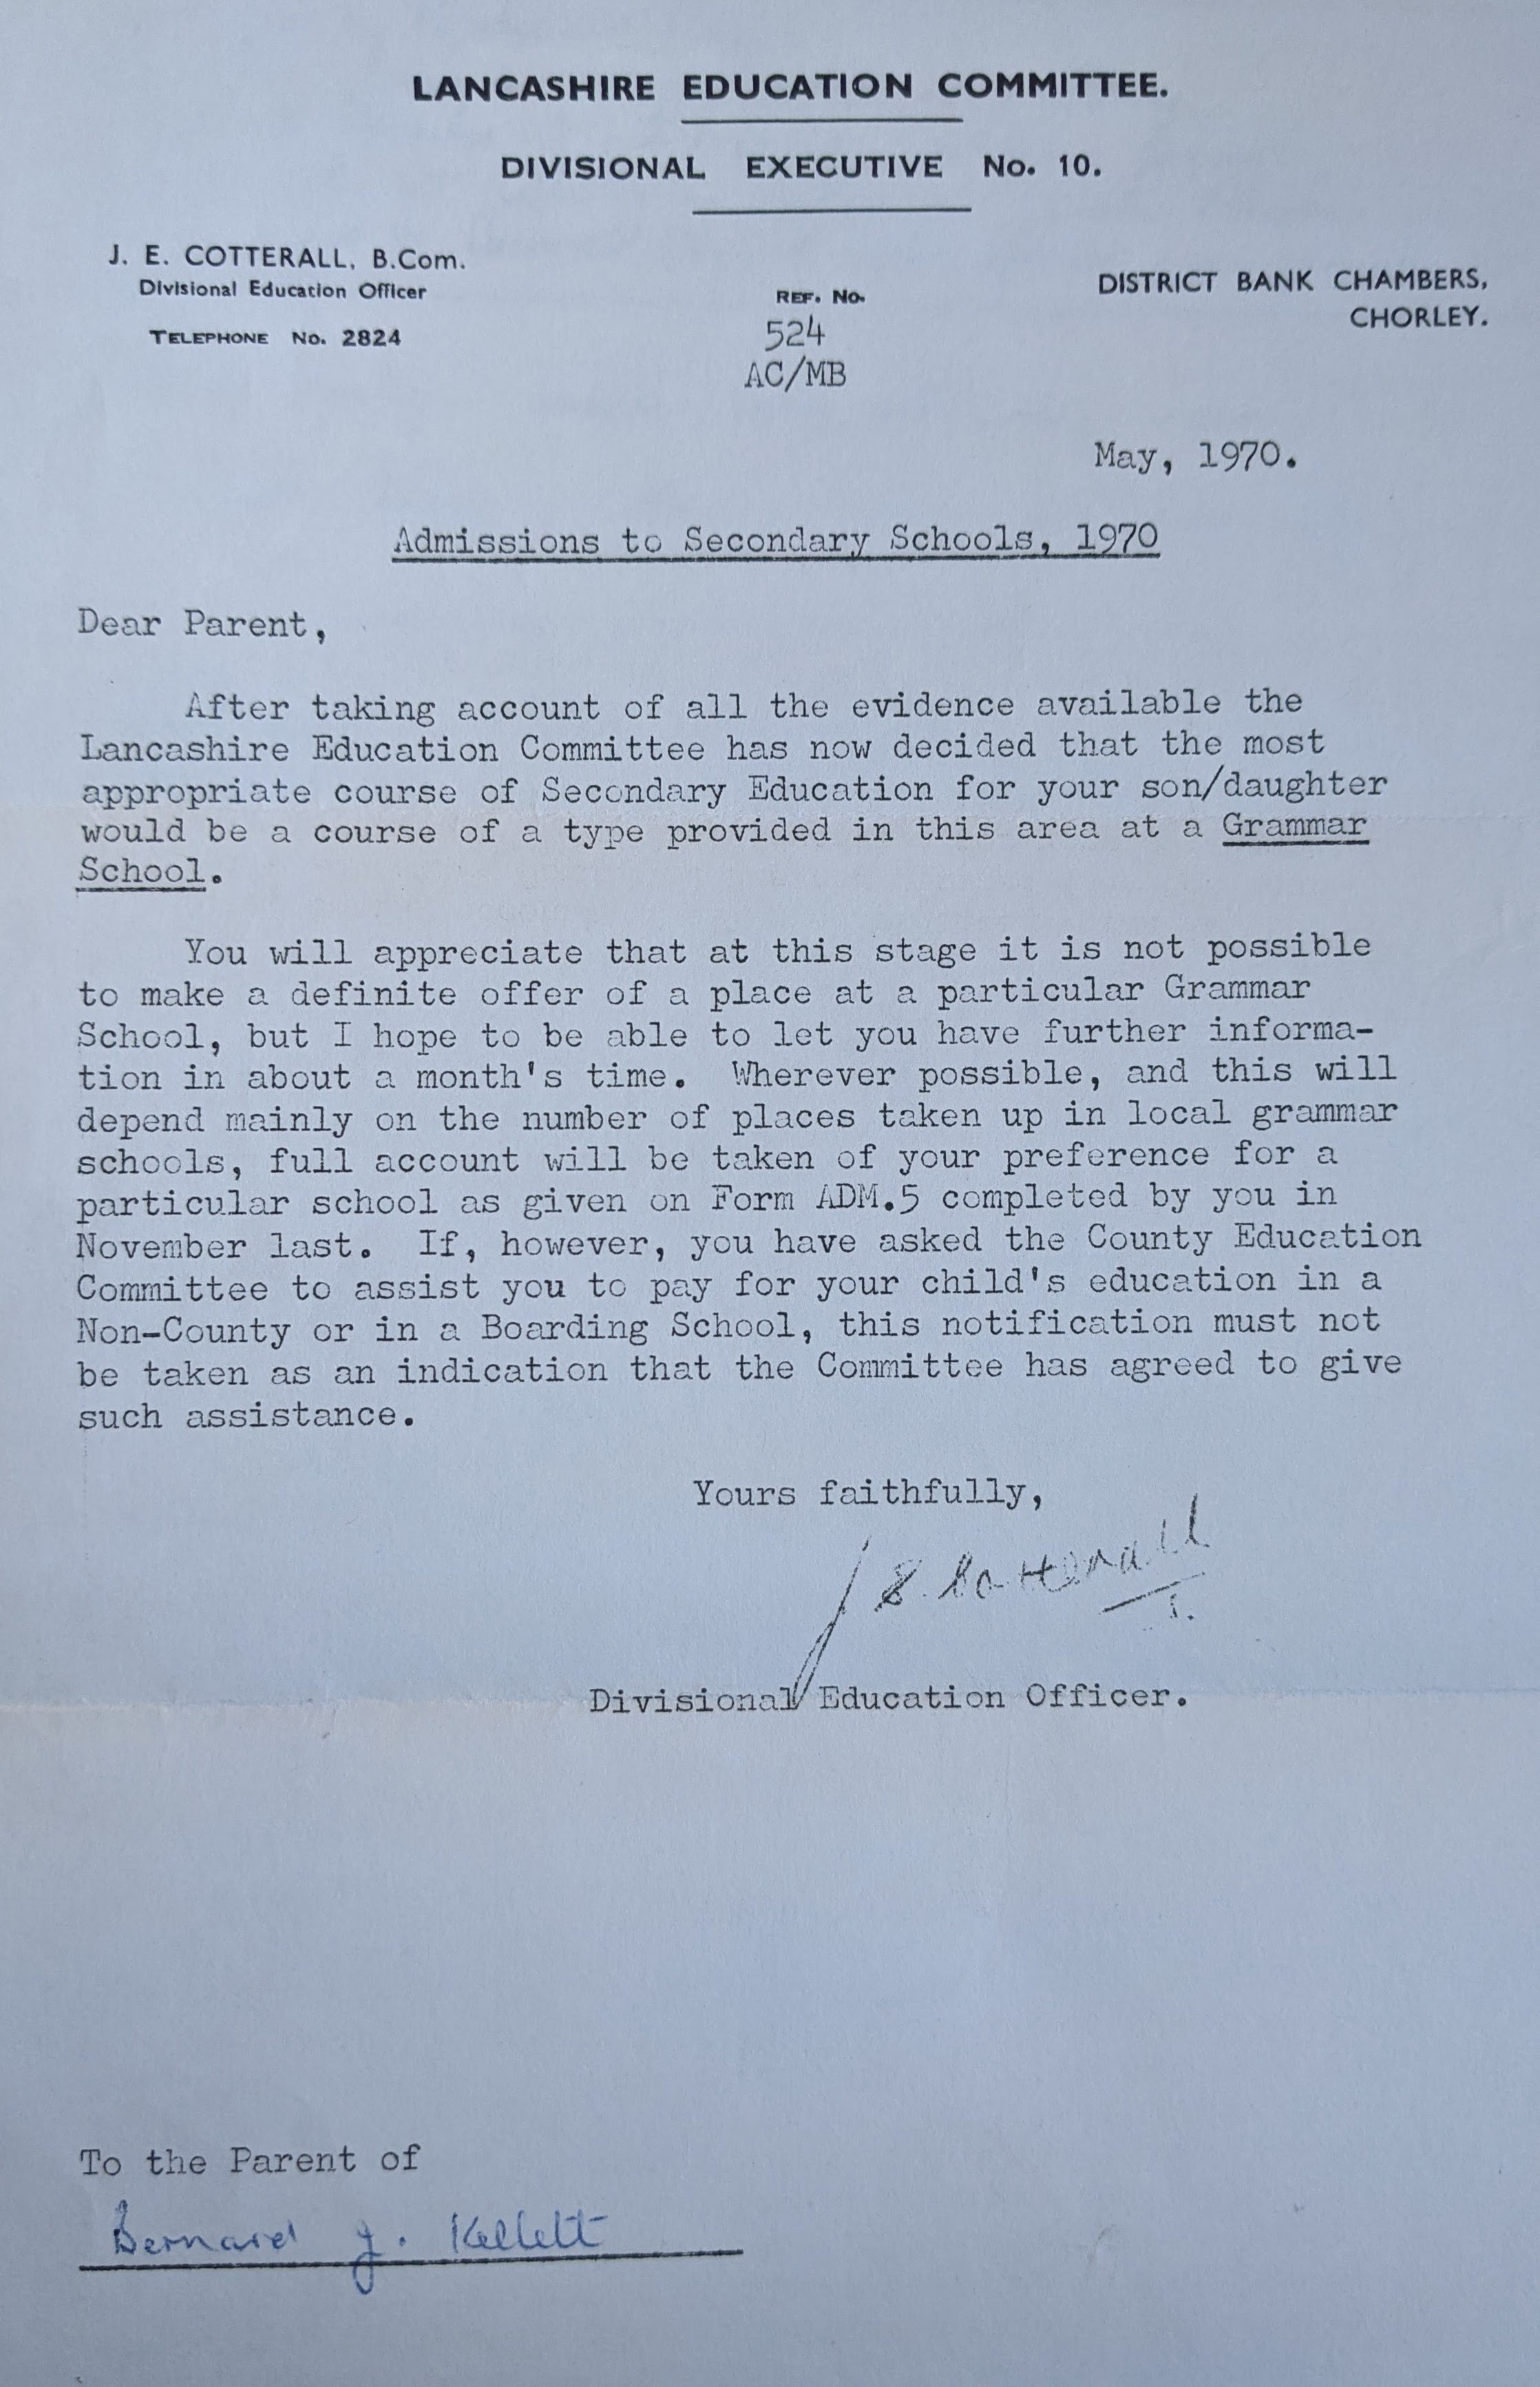 LANCASHIRE EDUCATION COMMITTEE.
DIVISIONAL EXECUTIVE No. 10.
J. E. COTTERALL, B.Com.
Divisional Education Officer
TELEPHONE No. 2824
REF. No.
524
AC/MB
DISTRICT BANK CHAMBERS,
CHORLEY.
May, 1970.
Admissions to Secondary Schools, 1970
Dear Parent,
After taking account of all the evidence available the
Lancashire Education Committee has now decided that the most
appropriate course of Secondary Education for your son/daughter
would be a course of a type provided in this area at a Grammar
School.
You will appreciate that at this stage it is not possible
to make a definite offer of a place at a particular Grammar
School, but I hope to be able to let you have further informa-
tion in about a month's time. Wherever possible, and this will
depend mainly on the number of places taken up in local grammar
schools, full account will be taken of your preference for a
particular school as given on Form ADM.5 completed by you in
November last. If, however, you have asked the County Education
Committee to assist you to pay for your child's education in a
Non-County or in a Boarding School, this notification must not
be taken as an indication that the Committee has agreed to give
such assistance.
Yours faithfully,
J E. Cotterall
Divisional Education Officer.
To the Parent of
Bernard J. Kellett